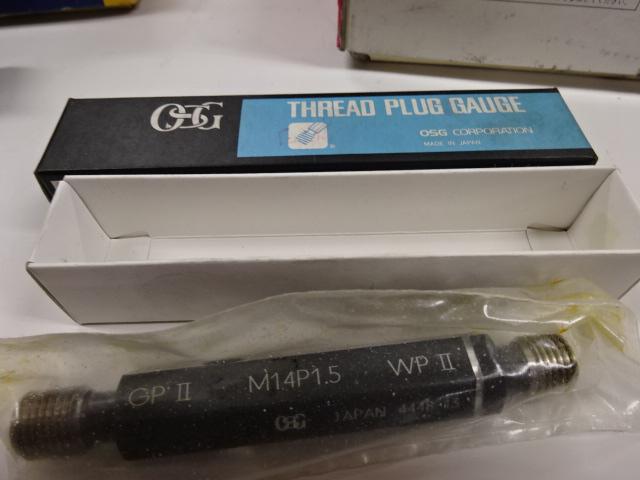 OSG
THREAD PLUG GAUGE
OSG CORPORATION
MADE IN JAPAN
GP II M14P1.5 WP II
OSG JAPAN